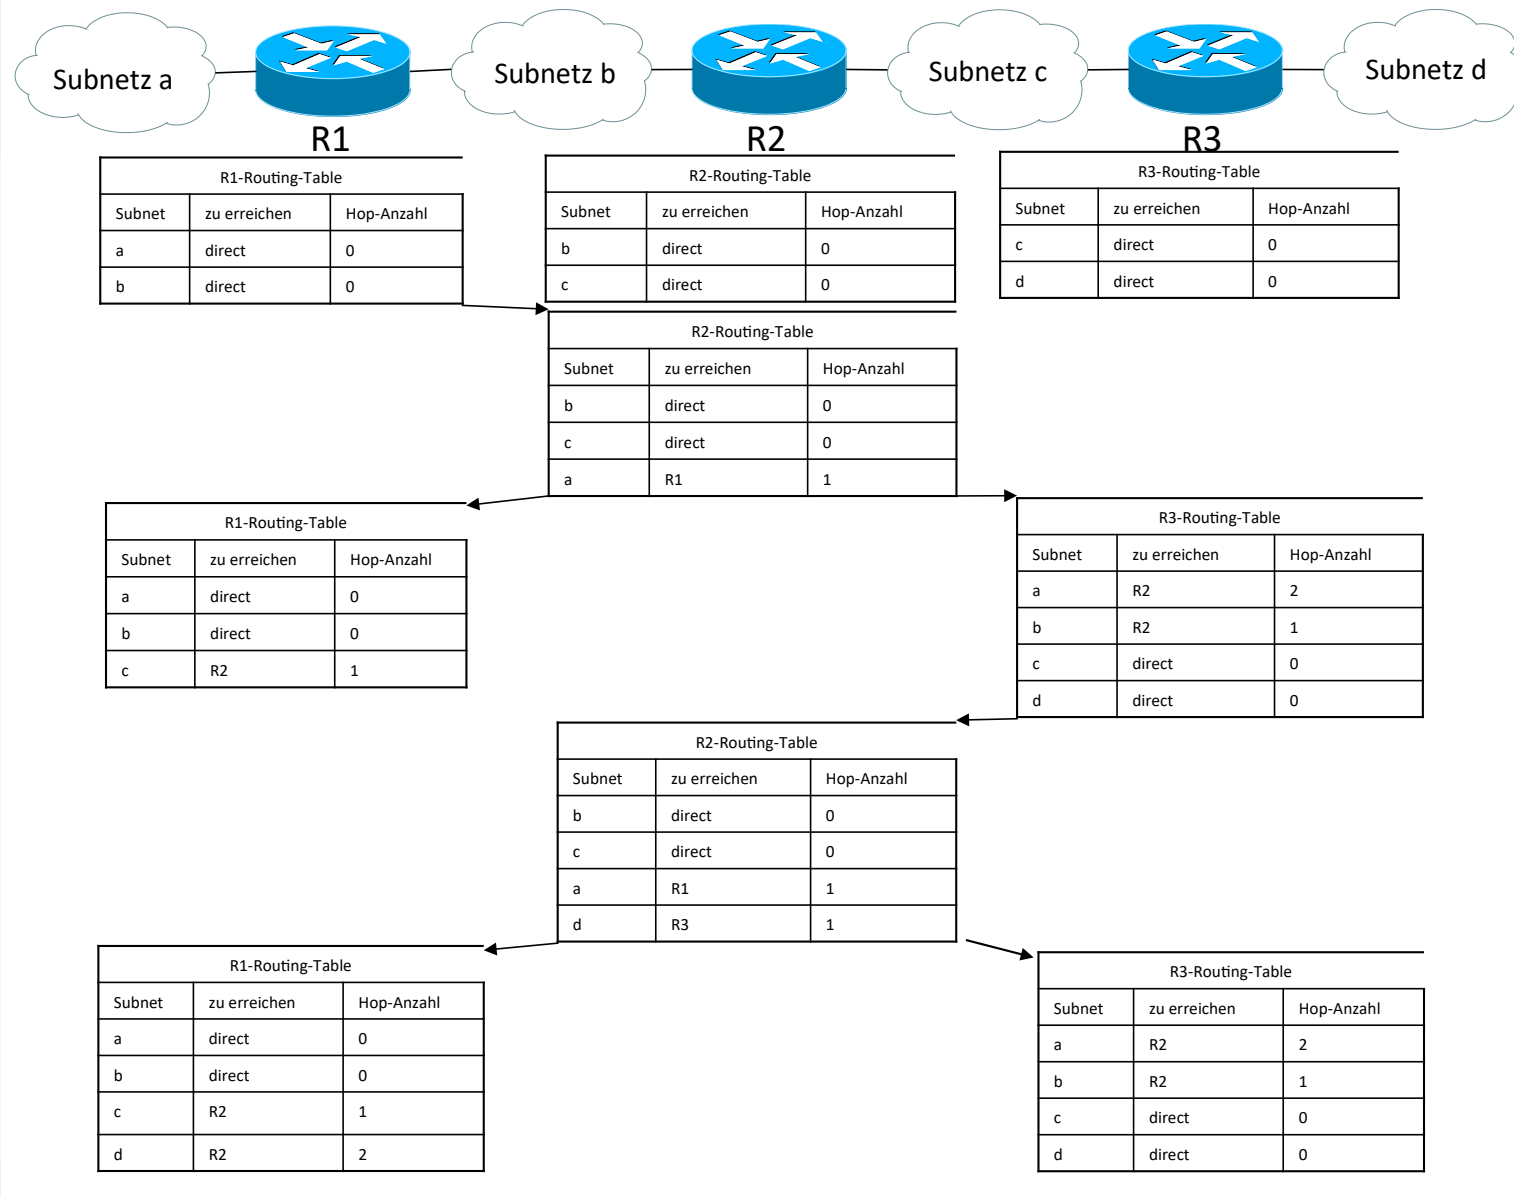 Subnetz a
Subnetz b
Subnetz c
Subnetz d
R1
R2
R3
R1-Routing-Table
Subnet zu erreichen Hop-Anzahl
a direct 0
b direct 0
R2-Routing-Table
Subnet zu erreichen Hop-Anzahl
b direct 0
c direct 0
R3-Routing-Table
Subnet zu erreichen Hop-Anzahl
c direct 0
d direct 0
R2-Routing-Table
Subnet zu erreichen Hop-Anzahl
b direct 0
c direct 0
a R1 1
R1-Routing-Table
Subnet zu erreichen Hop-Anzahl
a direct 0
b direct 0
c R2 1
R3-Routing-Table
Subnet zu erreichen Hop-Anzahl
a R2 2
b R2 1
c direct 0
d direct 0
R2-Routing-Table
Subnet zu erreichen Hop-Anzahl
b direct 0
c direct 0
a R1 1
d R3 1
R1-Routing-Table
Subnet zu erreichen Hop-Anzahl
a direct 0
b direct 0
c R2 1
d R2 2
R3-Routing-Table
Subnet zu erreichen Hop-Anzahl
a R2 2
b R2 1
c direct 0
d direct 0